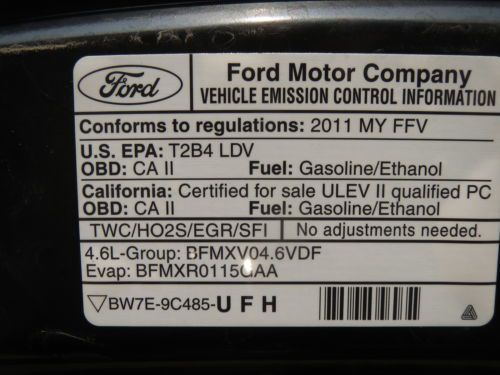 Ford
Ford Motor Company
VEHICLE EMISSION CONTROL INFORMATION
Conforms to regulations: 2011 MY FFV
U.S. EPA: T2B4 LDV
OBD: CA II Fuel: Gasoline/Ethanol
California: Certified for sale ULEV II qualified PC
OBD: CA II Fuel: Gasoline/Ethanol
TWC/HO2S/EGR/SFI No adjustments needed.
4.6L-Group: BFMXV04.6VDF
Evap: BFMXR0115GAA
BW7E-9C485-UFH